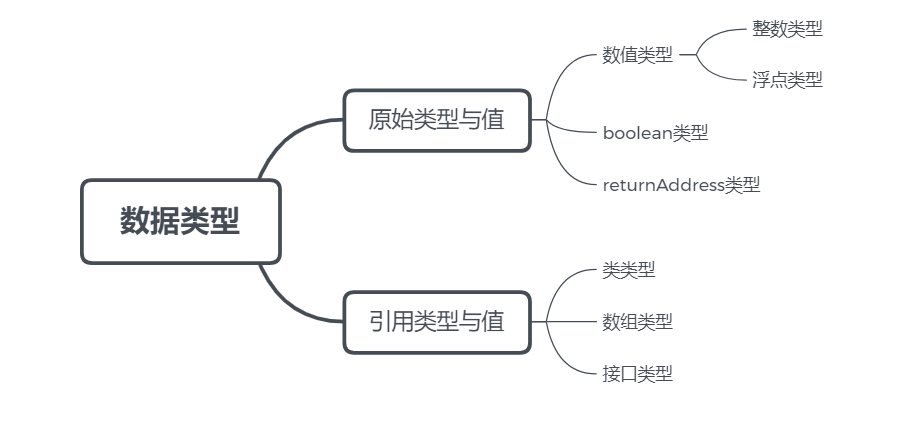 数据类型
原始类型与值
数值类型
整数类型
浮点类型
boolean类型
returnAddress类型
引用类型与值
类类型
数组类型
接口类型